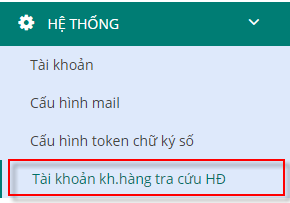 HỆ THỐNG
Tài khoản
Cấu hình mail
Cấu hình token chữ ký số
Tài khoản kh.hàng tra cứu HĐ